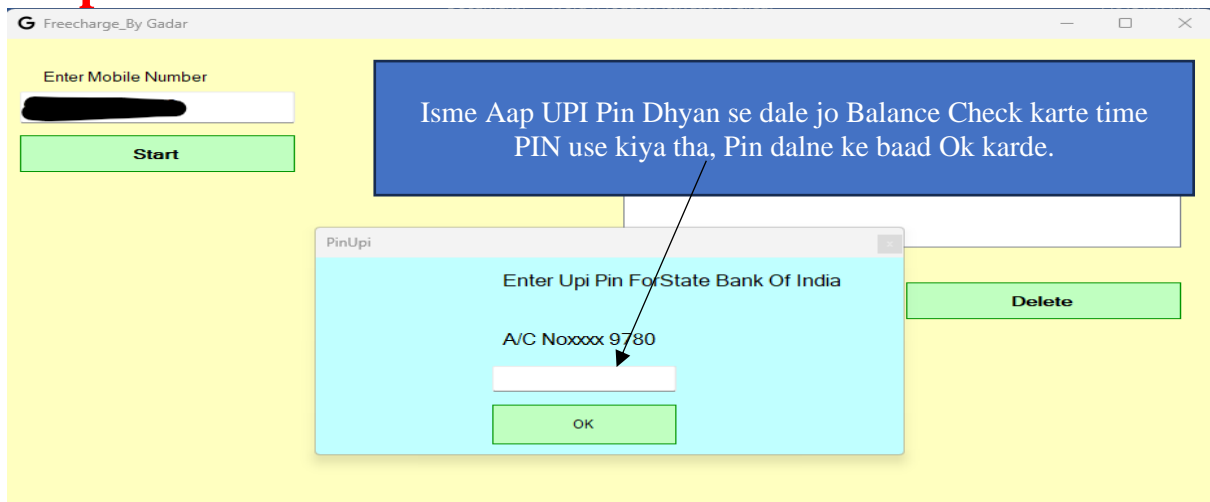 Freecharge_By Gadar
Enter Mobile Number
Start
Isme Aap UPI Pin Dhyan se dale jo Balance Check karte time
PIN use kiya tha, Pin dalne ke baad Ok karde.
PinUpi
Enter Upi Pin ForState Bank Of India
Delete
A/C Noxxxx 9780
OK